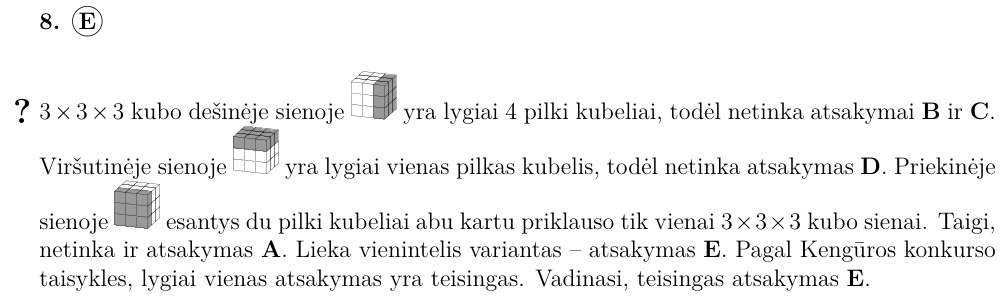 8. E
? 3 × 3 × 3 kubo dešinėje sienoje yra lygiai 4 pilki kubeliai, todėl netinka atsakymai B ir C.
Viršutinėje sienoje yra lygiai vienas pilkas kubelis, todėl netinka atsakymas D. Priekinėje
sienoje esantys du pilki kubeliai abu kartu priklauso tik vienai 3 × 3 × 3 kubo sienai. Taigi,
netinka ir atsakymas A. Lieka vienintelis variantas – atsakymas E. Pagal Kengūros konkurso
taisykles, lygiai vienas atsakymas yra teisingas. Vadinasi, teisingas atsakymas E.